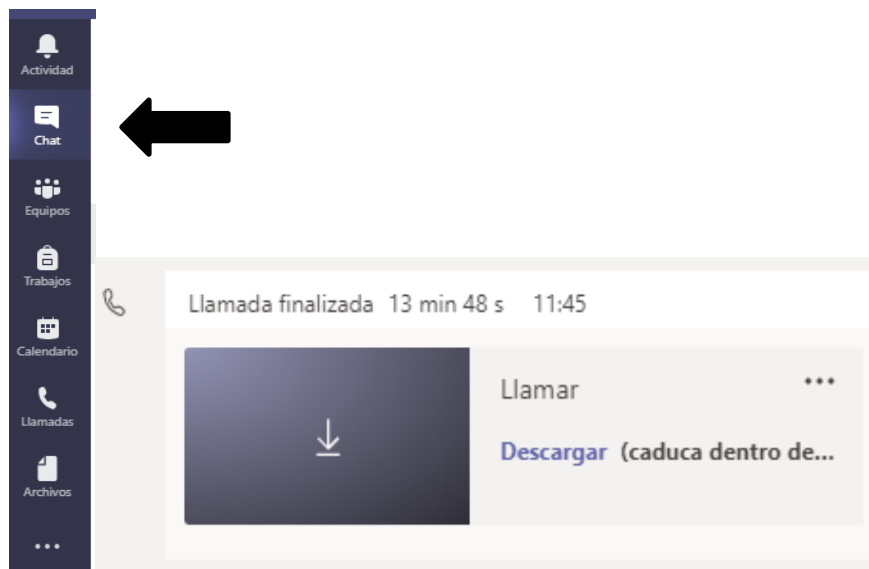 Actividad
Chat
Equipos
Trabajos
Calendario
Llamadas
Archivos
Llamada finalizada 13 min 48 s 11:45
Llamar
Descargar (caduca dentro de...